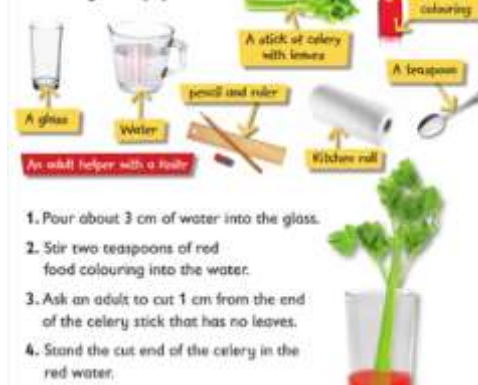 colouring
A stick of celery
with leaves
A teaspoon
pencil and ruler
A glass
Water
Kitchen roll
An adult helper with a knife
1. Pour about 3 cm of water into the glass.
2. Stir two teaspoons of red
food colouring into the water.
3. Ask an adult to cut 1 cm from the end
of the celery stick that has no leaves.
4. Stand the cut end of the celery in the
red water.